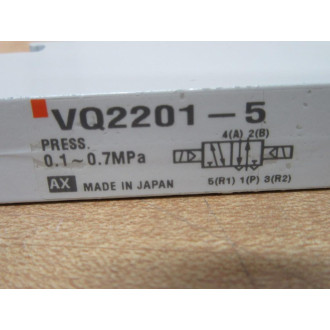 VQ2201-5
4(A) 2(B)
PRESS.
0.1~0.7MPa
AX MADE IN JAPAN
5(R1) 1(P) 3(R2)